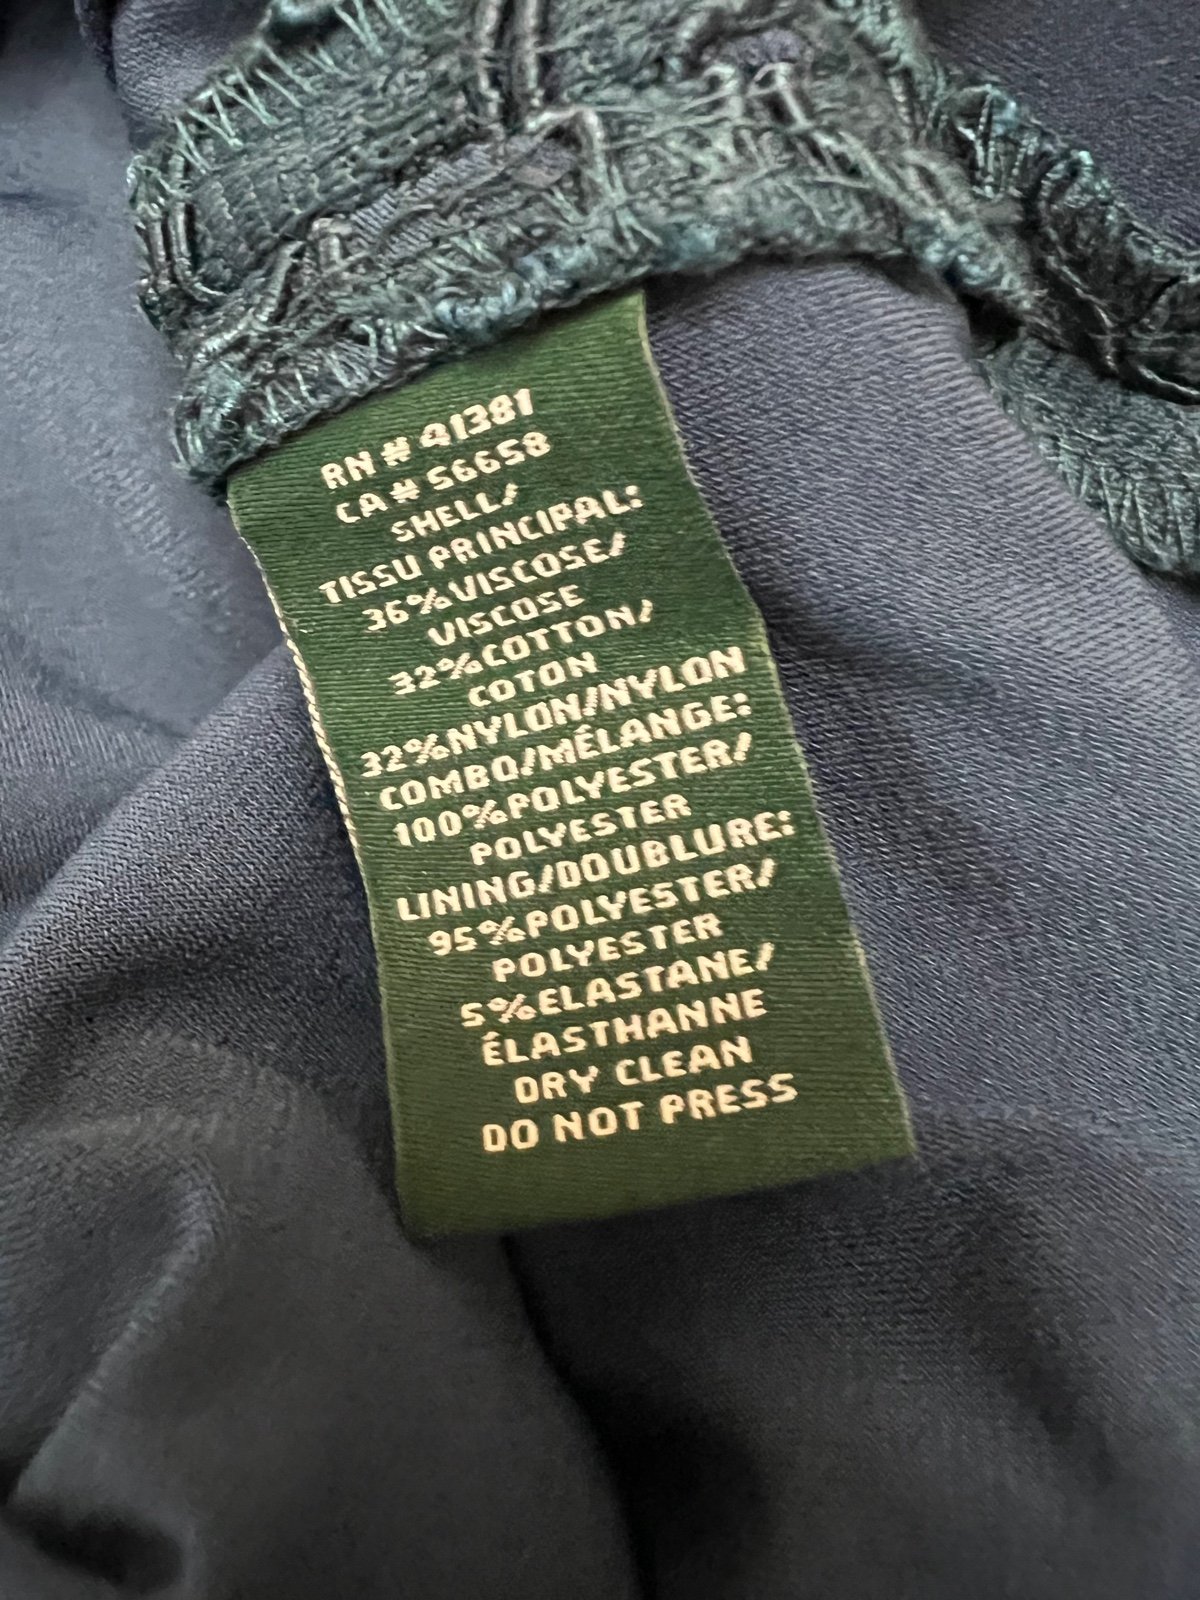 RN # 41381
CA # 56658
SHELL/
TISSU PRINCIPAL:
36%VISCOSE/
VISCOSE
32%COTTON/
COTON
32%NYLON/NYLON
COMBO/MÉLANGE:
100%POLYESTER/
POLYESTER
LINING/DOUBLURE:
95%POLYESTER/
POLYESTER
5%ELASTANE/
ÉLASTHANNE
DRY CLEAN
DO NOT PRESS